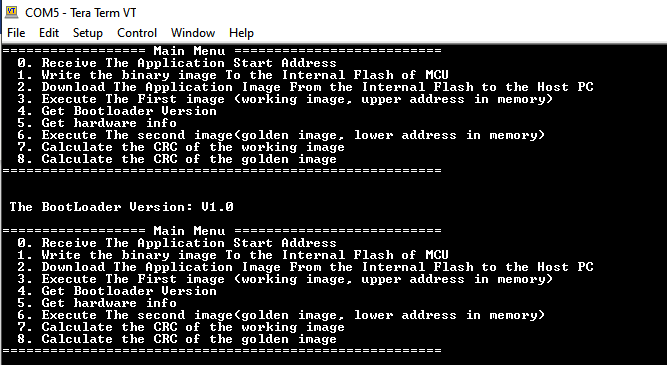 VT COM5 - Tera Term VT
File Edit Setup Control Window Help
================== Main Menu ==========================
0. Receive The Application Start Address
1. Write the binary image To the Internal Flash of MCU
2. Download The Application Image From the Internal Flash to the Host PC
3. Execute The First image (working image, upper address in memory)
4. Get Bootloader Version
5. Get hardware info
6. Execute The second image(golden image, lower address in memory)
7. Calculate the CRC of the working image
8. Calculate the CRC of the golden image
=======================================================
The BootLoader Version: V1.0
================== Main Menu ==========================
0. Receive The Application Start Address
1. Write the binary image To the Internal Flash of MCU
2. Download The Application Image From the Internal Flash to the Host PC
3. Execute The First image (working image, upper address in memory)
4. Get Bootloader Version
5. Get hardware info
6. Execute The second image(golden image, lower address in memory)
7. Calculate the CRC of the working image
8. Calculate the CRC of the golden image
=======================================================